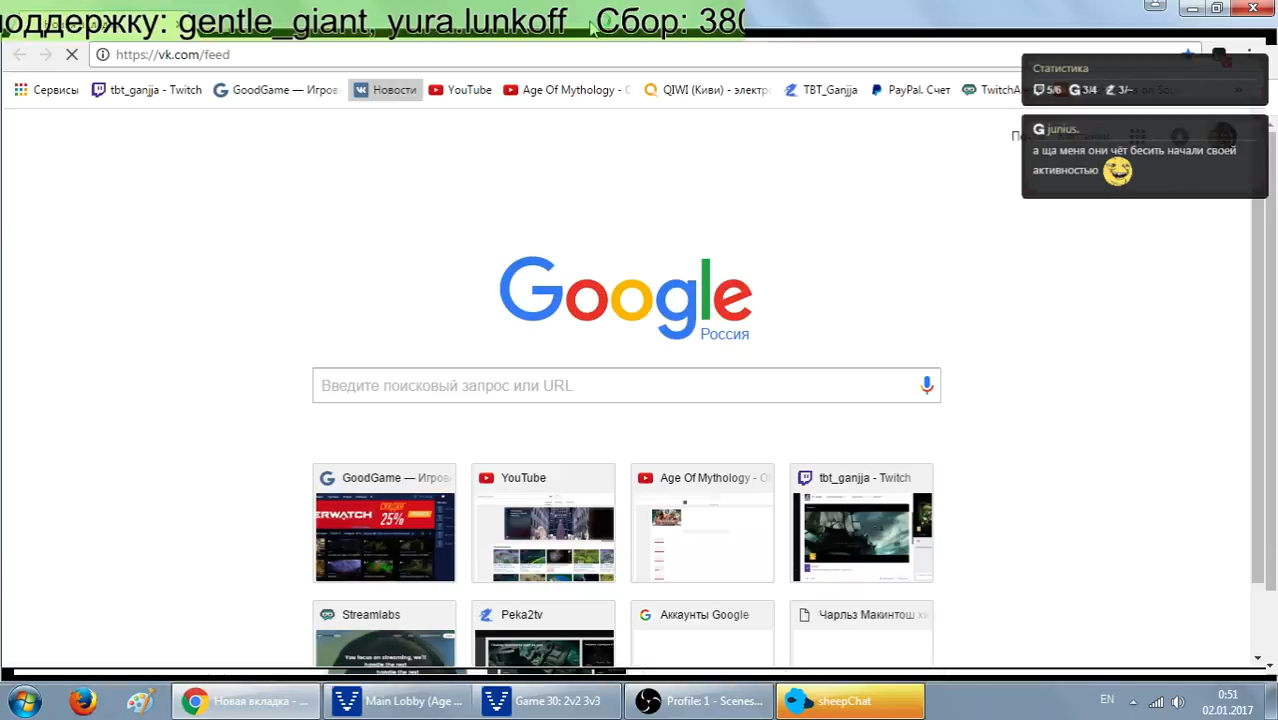 оддержку: gentle_giant, yura.lunkoff Сбор: 380
https://vk.com/feed
Сервисы tbt_ganjja - Twitch GoodGame — Игров Новости YouTube Age Of Mythology - QIWI (Киви) - электр TBT_Ganjja PayPal. Счет TwitchA »
Статистика
5/6 3/4 3/--
junius.
а ща меня они чёт бесить начали своей
активностью
Google
Россия
Введите поисковый запрос или URL
GoodGame — Игров YouTube Age Of Mythology - O tbt_ganjja - Twitch
Streamlabs Peka2tv Аккаунты Google Чарльз Макинтош хи
Новая вкладка - ... Main Lobby (Age ... Game 30: 2v2 3v3 Profile: 1 - Scenes... sheepChat EN 0:51
02.01.2017